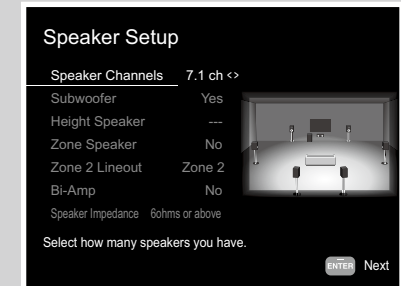 Speaker Setup
Speaker Channels 7.1 ch <>
Subwoofer Yes
Height Speaker ---
Zone Speaker No
Zone 2 Lineout Zone 2
Bi-Amp No
Speaker Impedance 6ohms or above
Select how many speakers you have.
ENTER Next